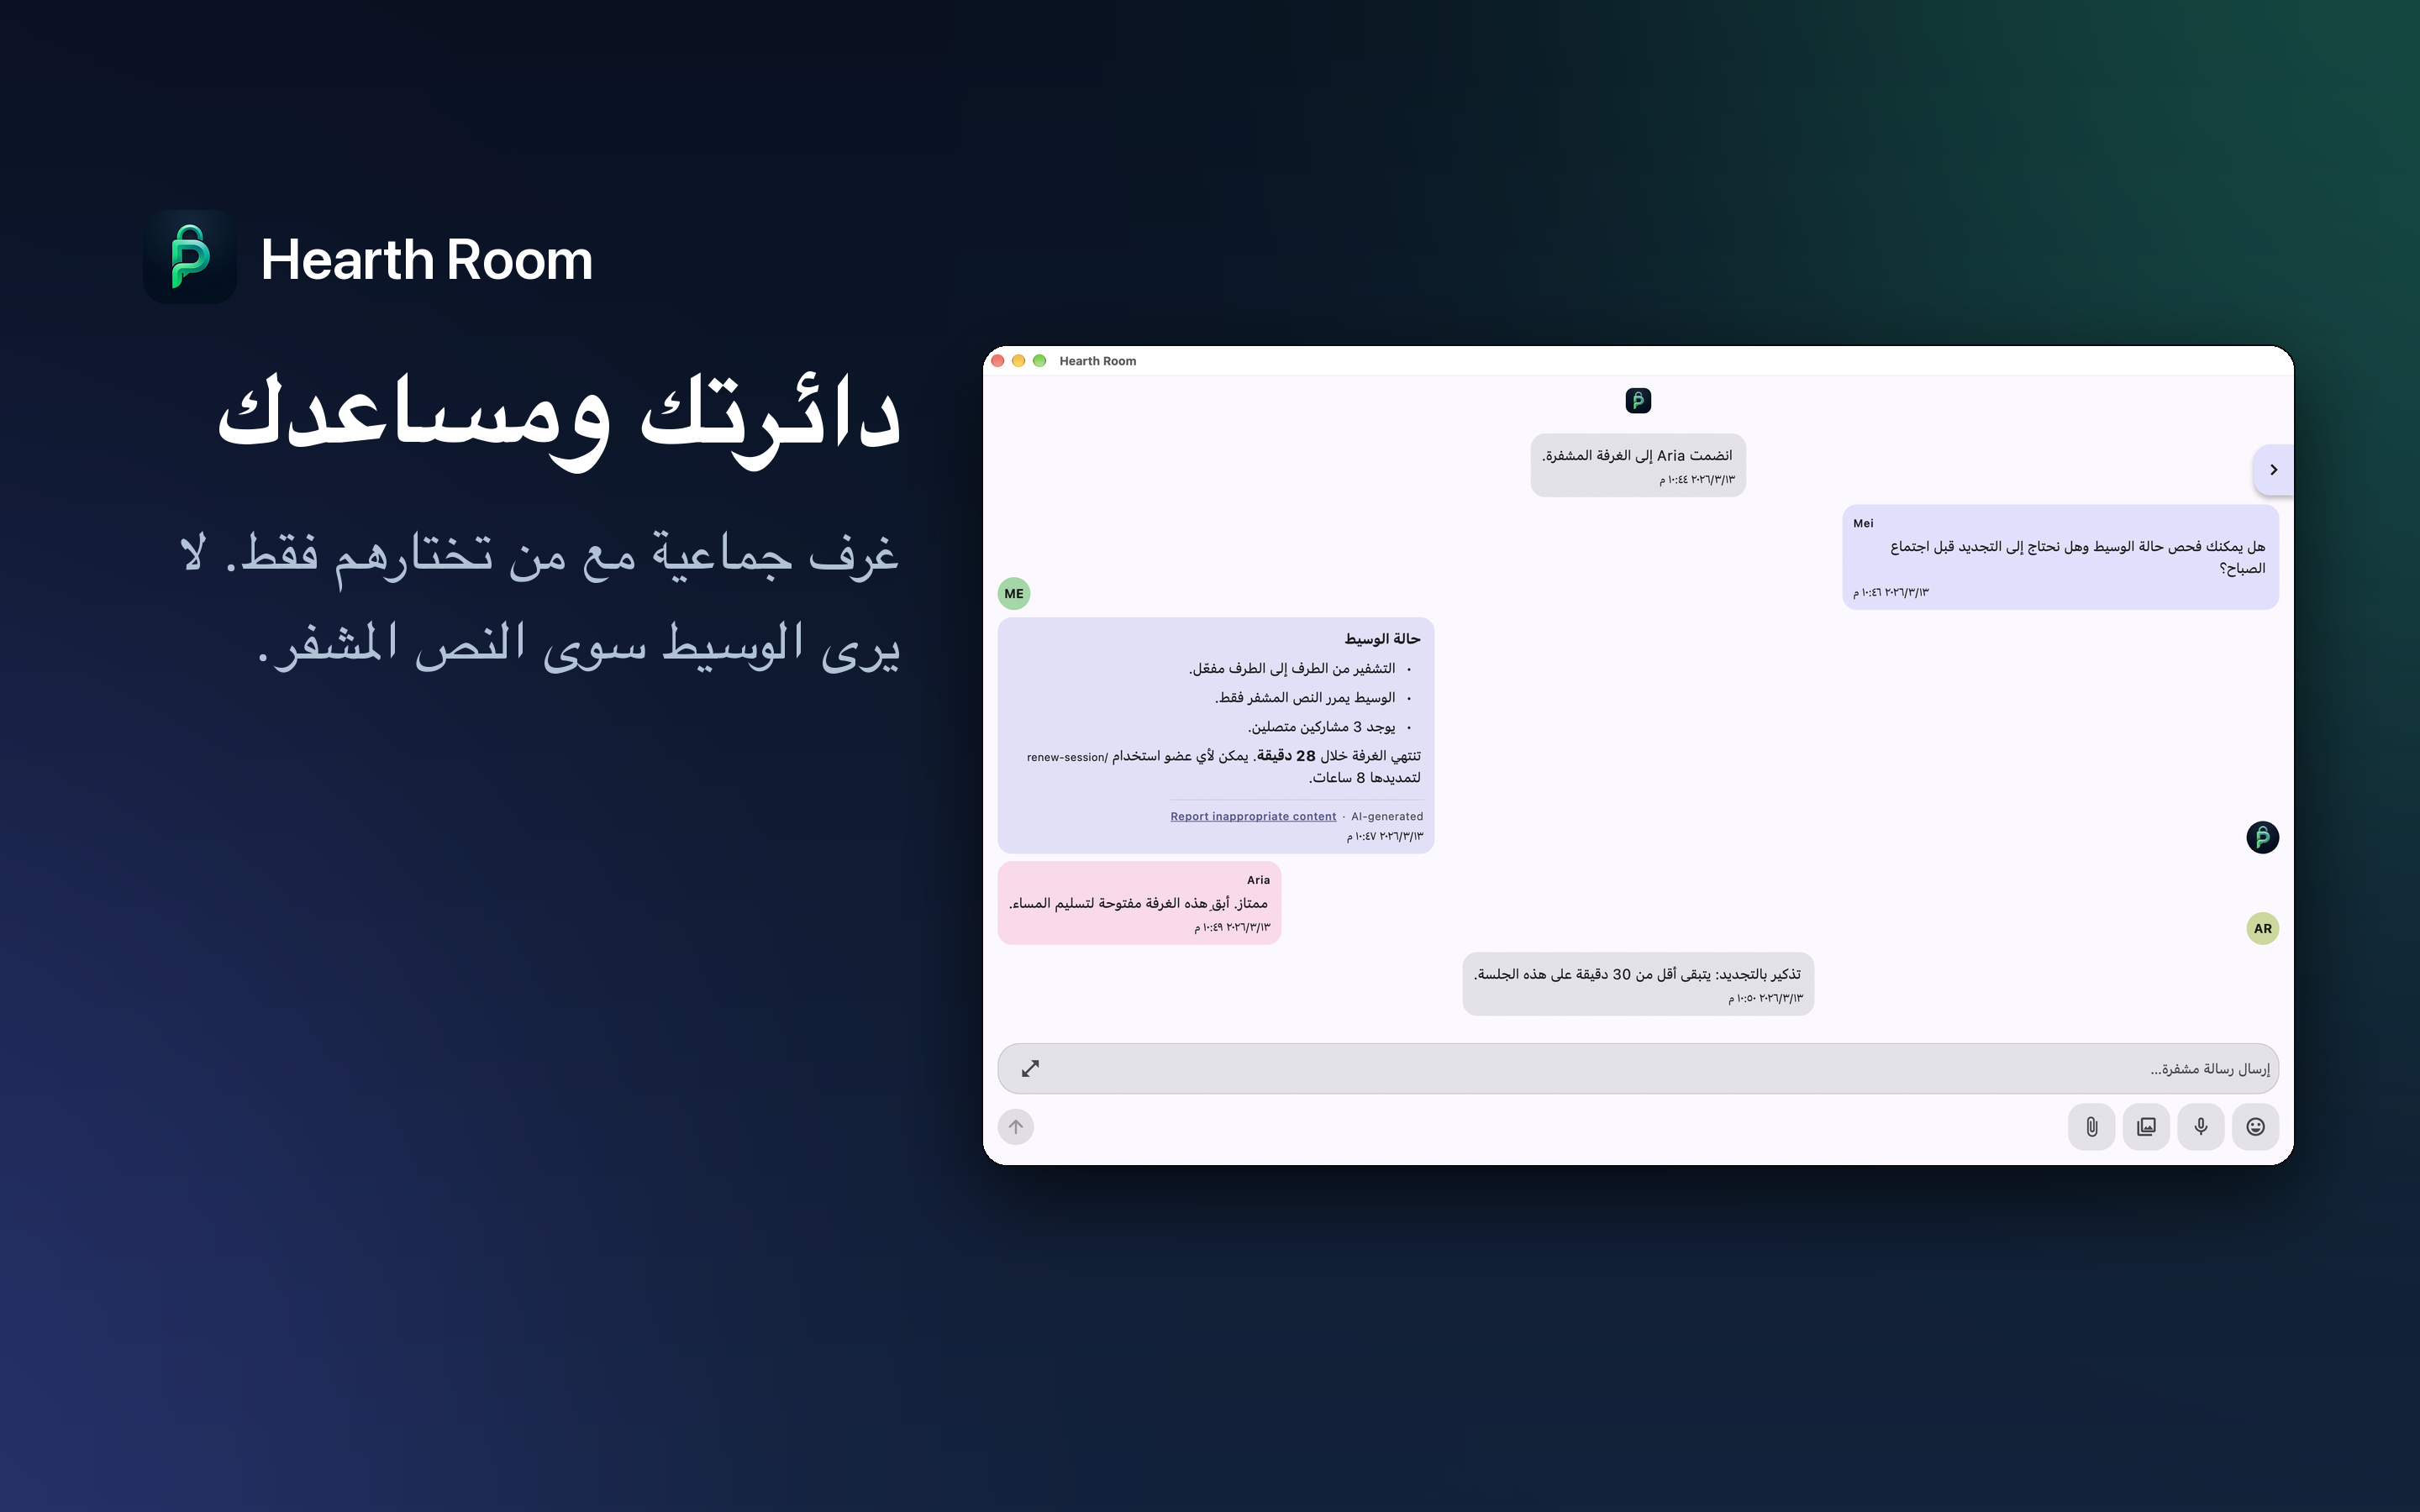 Hearth Room
دائرتك ومساعدك
غرف جماعية مع من تختارهم فقط. لا
يرى الوسيط سوى النص المشفر.
Hearth Room
انضمت Aria إلى الغرفة المشفرة.
٢٠٢٦/٣/١٣ ١٠:٤٤ م
Mei
هل يمكنك فحص حالة الوسيط وهل نحتاج إلى التجديد قبل اجتماع
الصباح؟
٢٠٢٦/٣/١٣ ١٠:٤٦ م
ME
حالة الوسيط
• التشفير من الطرف إلى الطرف مفعّل.
• الوسيط يمرر النص المشفر فقط.
• يوجد 3 مشاركين متصلين.
تنتهي الغرفة خلال 28 دقيقة. يمكن لأي عضو استخدام /renew-session
لتمديدها 8 ساعات.
AI-generated · Report inappropriate content
٢٠٢٦/٣/١٣ ١٠:٤٧ م
Aria
ممتاز. أبقِ هذه الغرفة مفتوحة لتسليم المساء.
٢٠٢٦/٣/١٣ ١٠:٤٩ م
AR
تذكير بالتجديد: يتبقى أقل من 30 دقيقة على هذه الجلسة.
٢٠٢٦/٣/١٣ ١٠:٥٠ م
إرسال رسالة مشفرة...